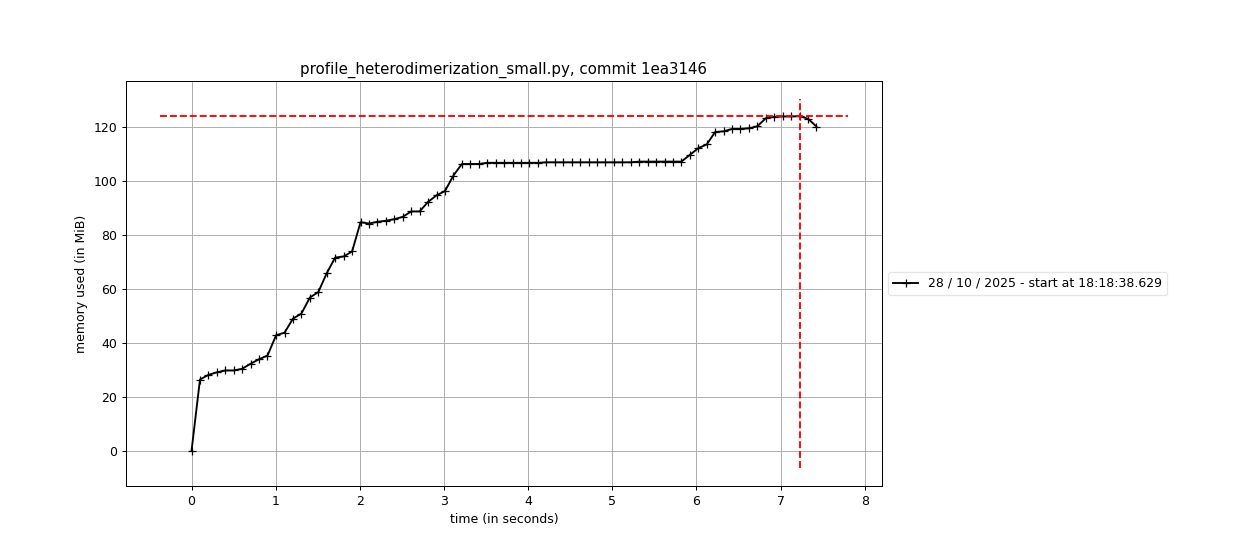 profile_heterodimerization_small.py, commit 1ea3146
memory used (in MiB)
120
100
80
60
40
20
0
28 / 10 / 2025 - start at 18:18:38.629
0 1 2 3 4 5 6 7 8
time (in seconds)